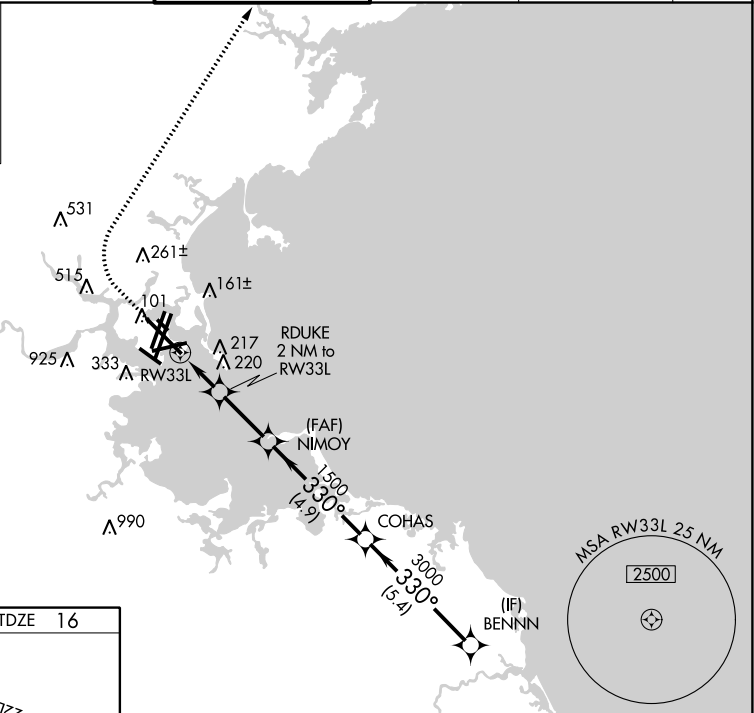 531
261±
515
161±
101
217
220
925
333
RW33L
RDUKE
2 NM to
RW33L
(FAF)
NIMOY
1500
330°
(4.9)
COHAS
990
3000
330°
(5.4)
(IF)
BENNN
MSA RW33L 25 NM
2500
TDZE 16